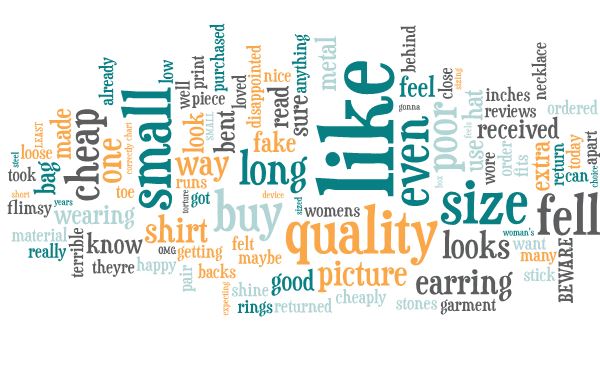 behind
purchased
already
low
print
well
piece
loved
disappointed
nice
anything
metal
gonna
feel
close
string
necklace
LEAST
made
cheap
one
small
look
SMALL
bent
read
sure
fake
like
even
poor
box
hat
feels
use
inches
reviews
received
ordered
today
extra
apart
can
choice
return
steel
loose
took
bag
correctly
chart
way
runs
long
wore
order
fits
short
flimsy
years
toe
torture
got
device
sized
womens
buy
size
fell
wearing
shirt
quality
woman's
want
many
BEWARE
material
really
terrible
know
OMG
getting
felt
maybe
looks
theyre
happy
pair
backs
good
picture
earring
stick
expecting
shine
rings
returned
cheaply
stones
garment